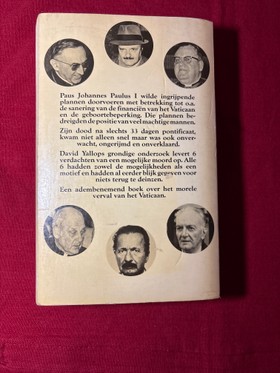 Paus Johannes Paulus I wilde ingrijpende
plannen doorvoeren met betrekking tot o.a.
de sanering van de financiën van het Vaticaan
en de geboortebeperking. Die plannen be-
dreigden de positie van veel machtige mannen.
Zijn dood na slechts 33 dagen pontificaat,
kwam niet alleen snel maar was ook onver-
wacht, ongerijmd en onverklaard.
David Yallops grondige onderzoek levert 6
verdachten van een mogelijke moord op. Alle
6 hadden zowel de mogelijkheden als een
motief en hadden al eerder blijk gegeven voor
niets terug te deinzen.
Een adembenemend boek over het morele
verval van het Vaticaan.